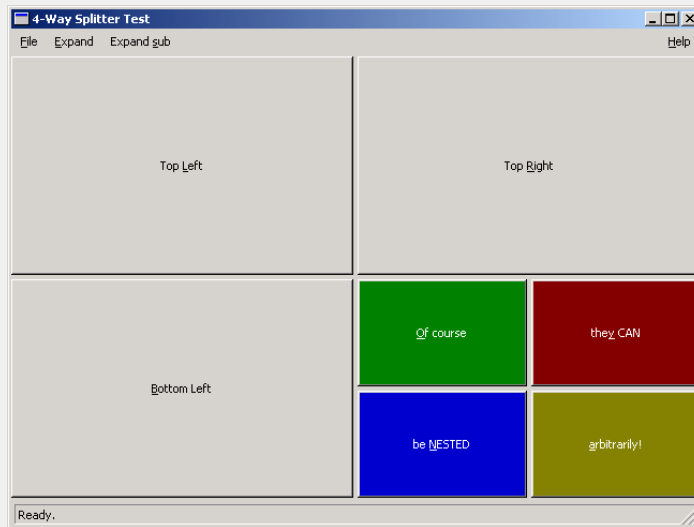 4-Way Splitter Test
File Expand Expand sub Help
Top Left Top Right
Of course they CAN
Bottom Left
be NESTED arbitrarily!
Ready.